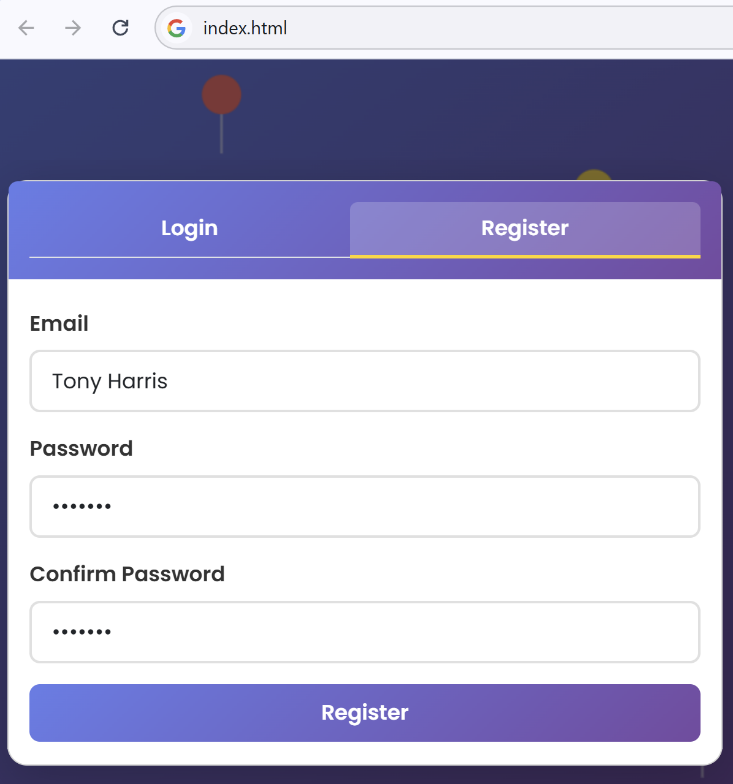 index.html
Login
Register
Email
Tony Harris
Password
•••••••
Confirm Password
•••••••
Register